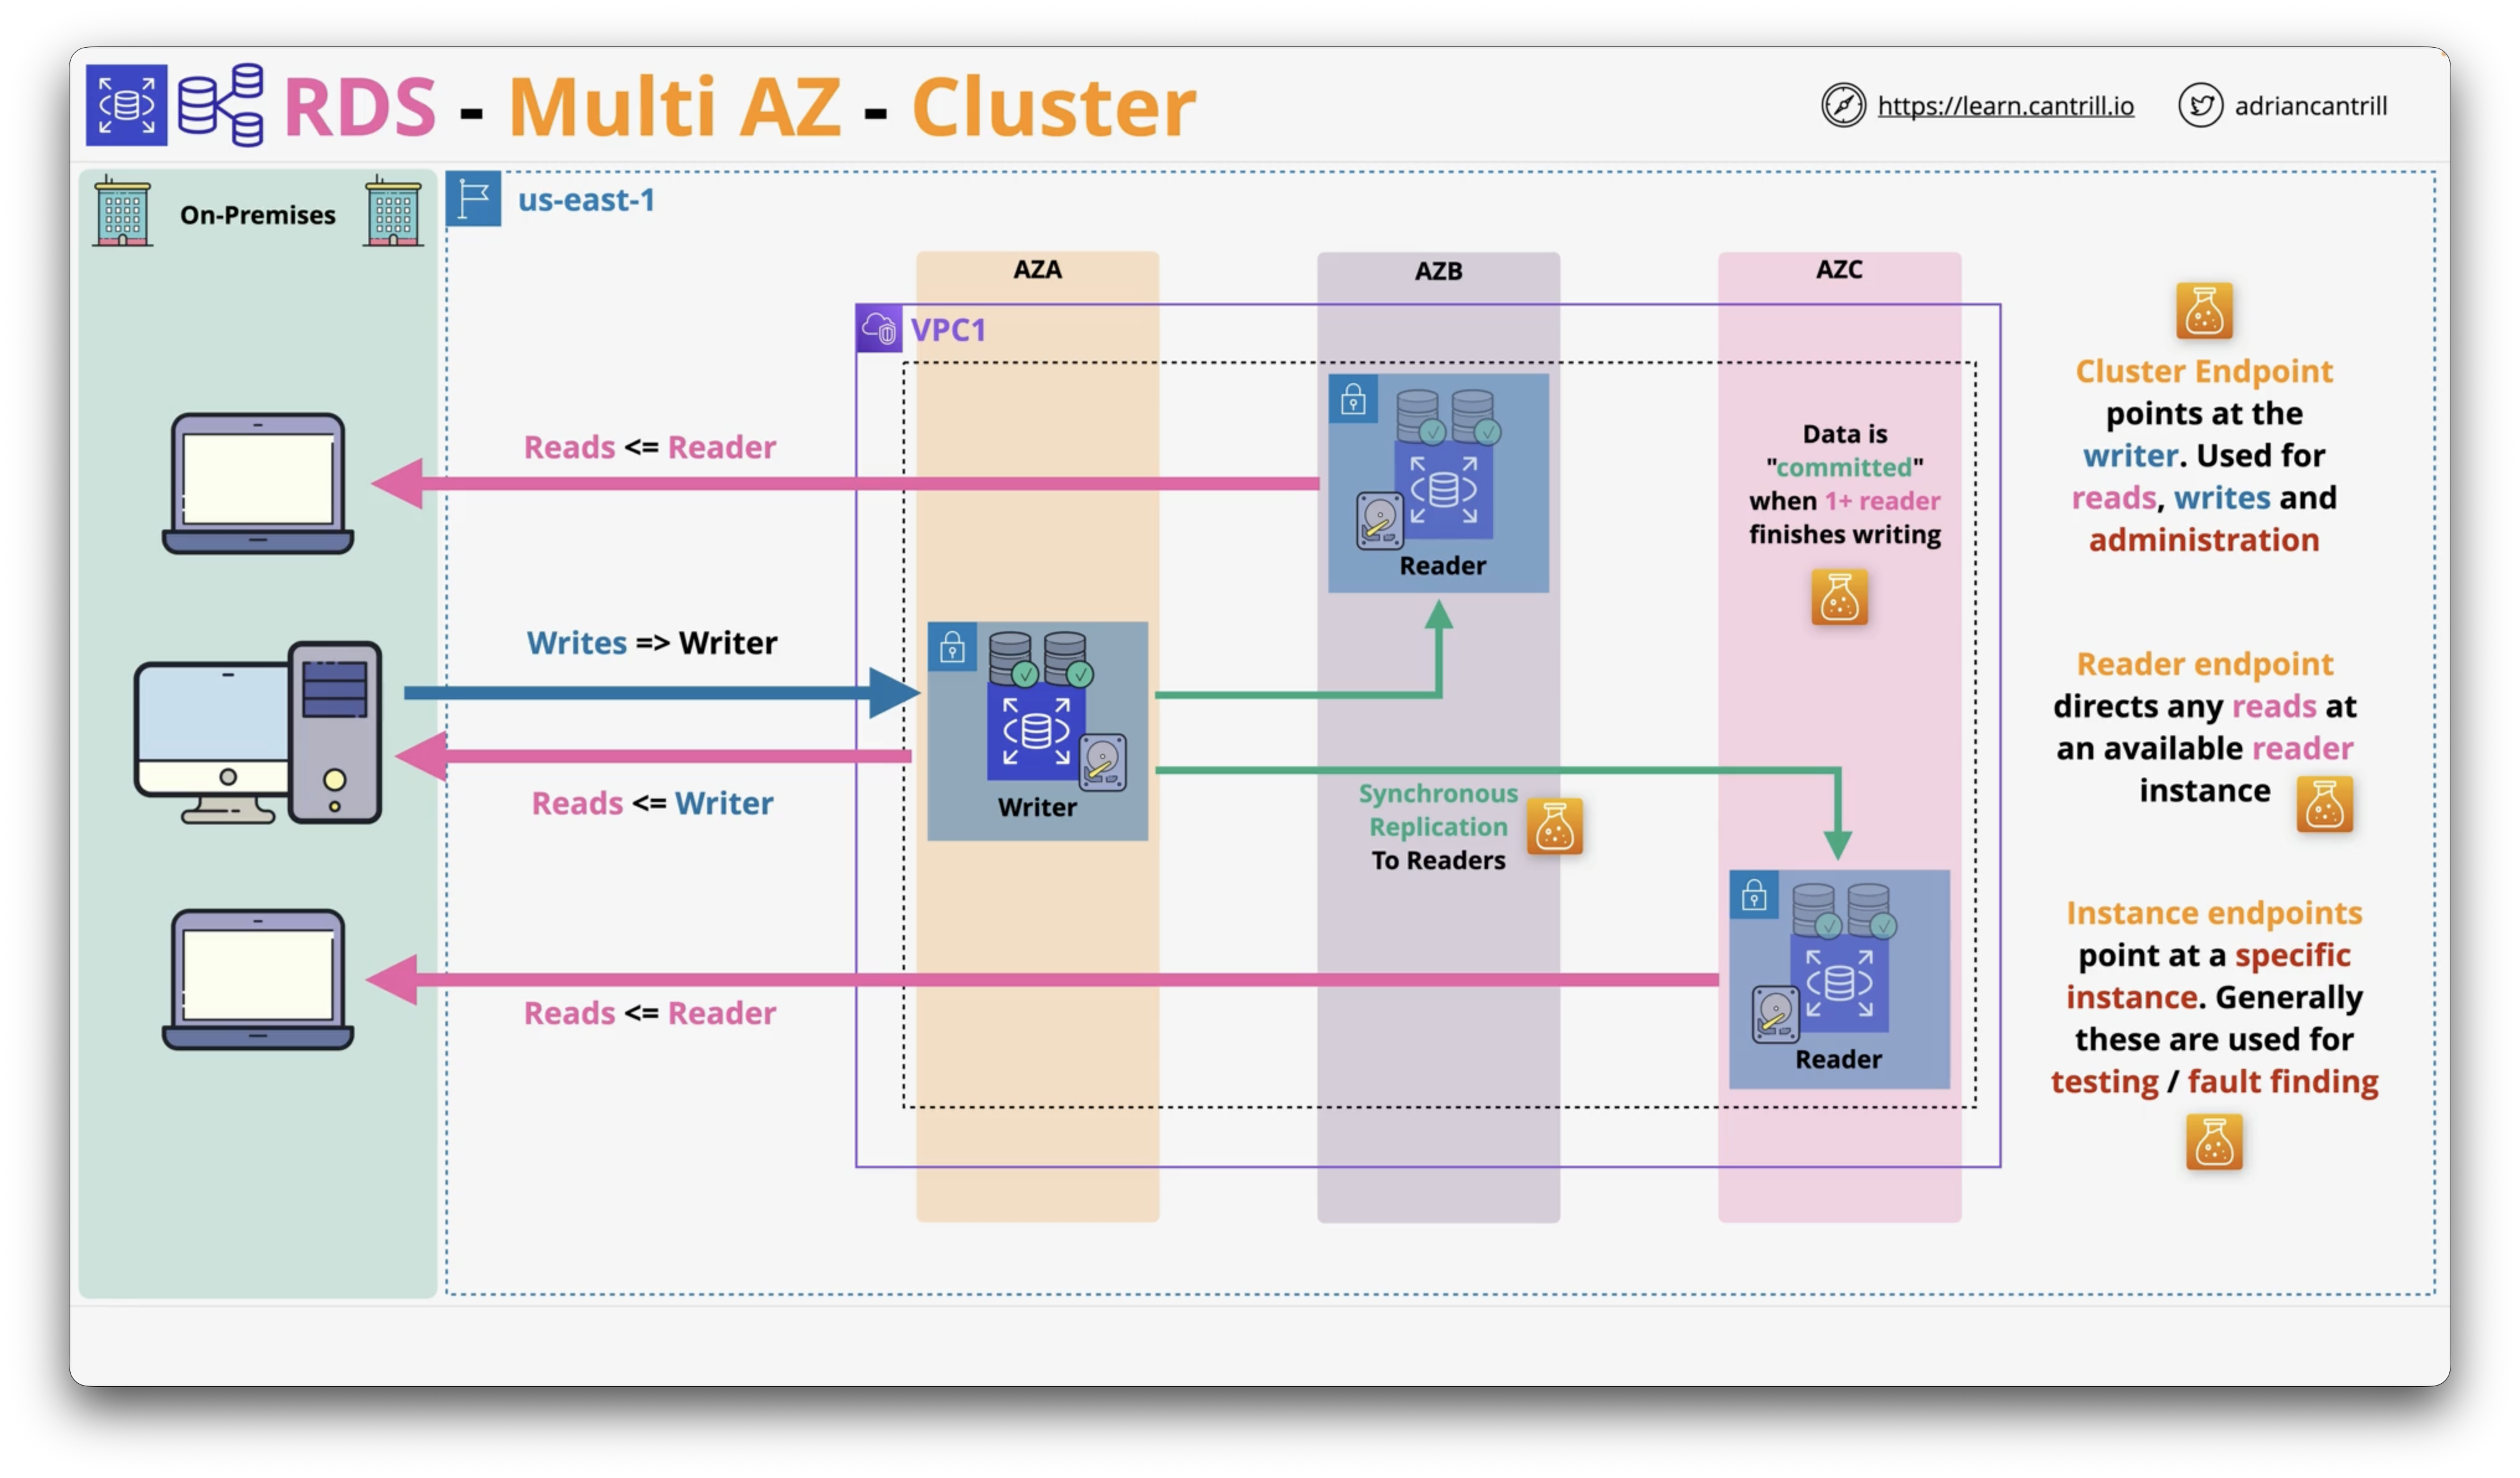 RDS - Multi AZ - Cluster
https://learn.cantrill.io
adriancantrill
On-Premises
us-east-1
AZA
AZB
AZC
VPC1
Reads <= Reader
Writes => Writer
Reads <= Writer
Reads <= Reader
Writer
Reader
Synchronous
Replication
To Readers
Data is
"committed"
when 1+ reader
finishes writing
Reader
Cluster Endpoint
points at the
writer. Used for
reads, writes and
administration
Reader endpoint
directs any reads at
an available reader
instance
Instance endpoints
point at a specific
instance. Generally
these are used for
testing / fault finding